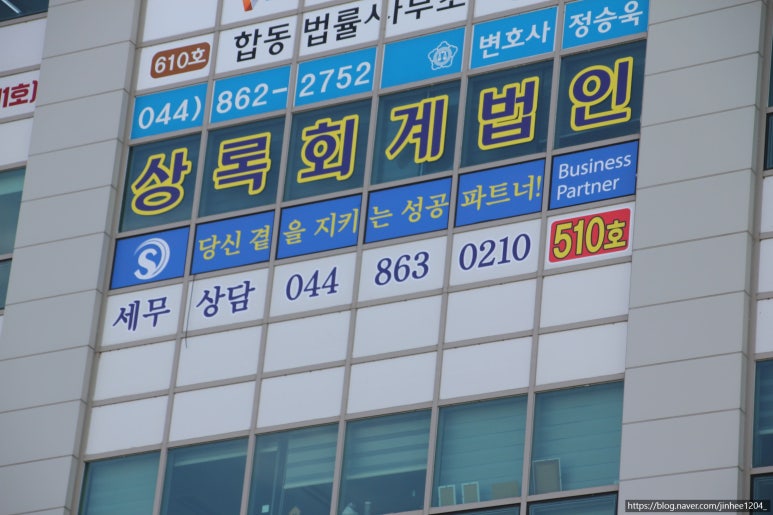 610호 합동 법률사무소
044) 862-2752 변호사 정승욱
1호)
상록회계법인
당신 곁을 지키는 성공 파트너! Business Partner
세무 상담 044 863 0210 510호
https://blog.naver.com/jinhee1204_